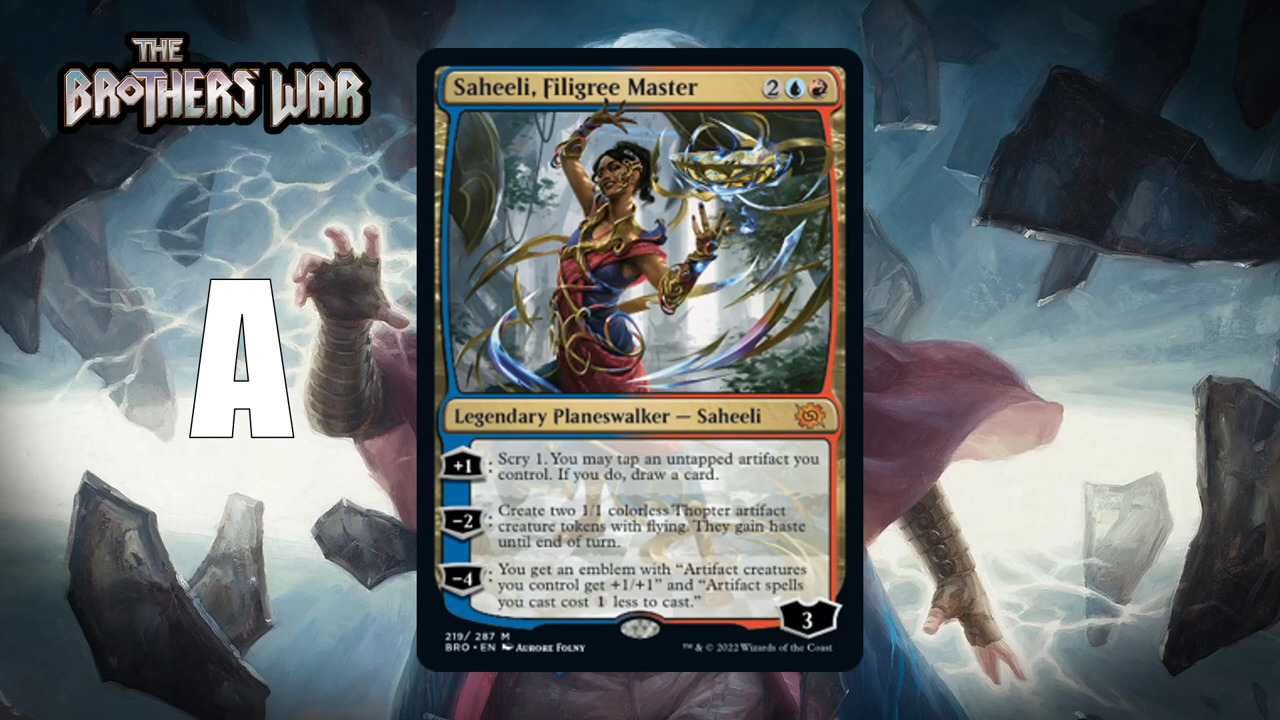 THE
BROTHERS' WAR
A
Saheeli, Filigree Master
2
Legendary Planeswalker — Saheeli
+1 : Scry 1. You may tap an untapped artifact you
control. If you do, draw a card.
−2 : Create two 1/1 colorless Thopter artifact
creature tokens with flying. They gain haste
until end of turn.
−4 : You get an emblem with “Artifact creatures
you control get +1/+1” and “Artifact spells
you cast cost 1 less to cast.”
3
219/ 287 M
BRO • EN Aurore Folny
™ & © 2022 Wizards of the Coast